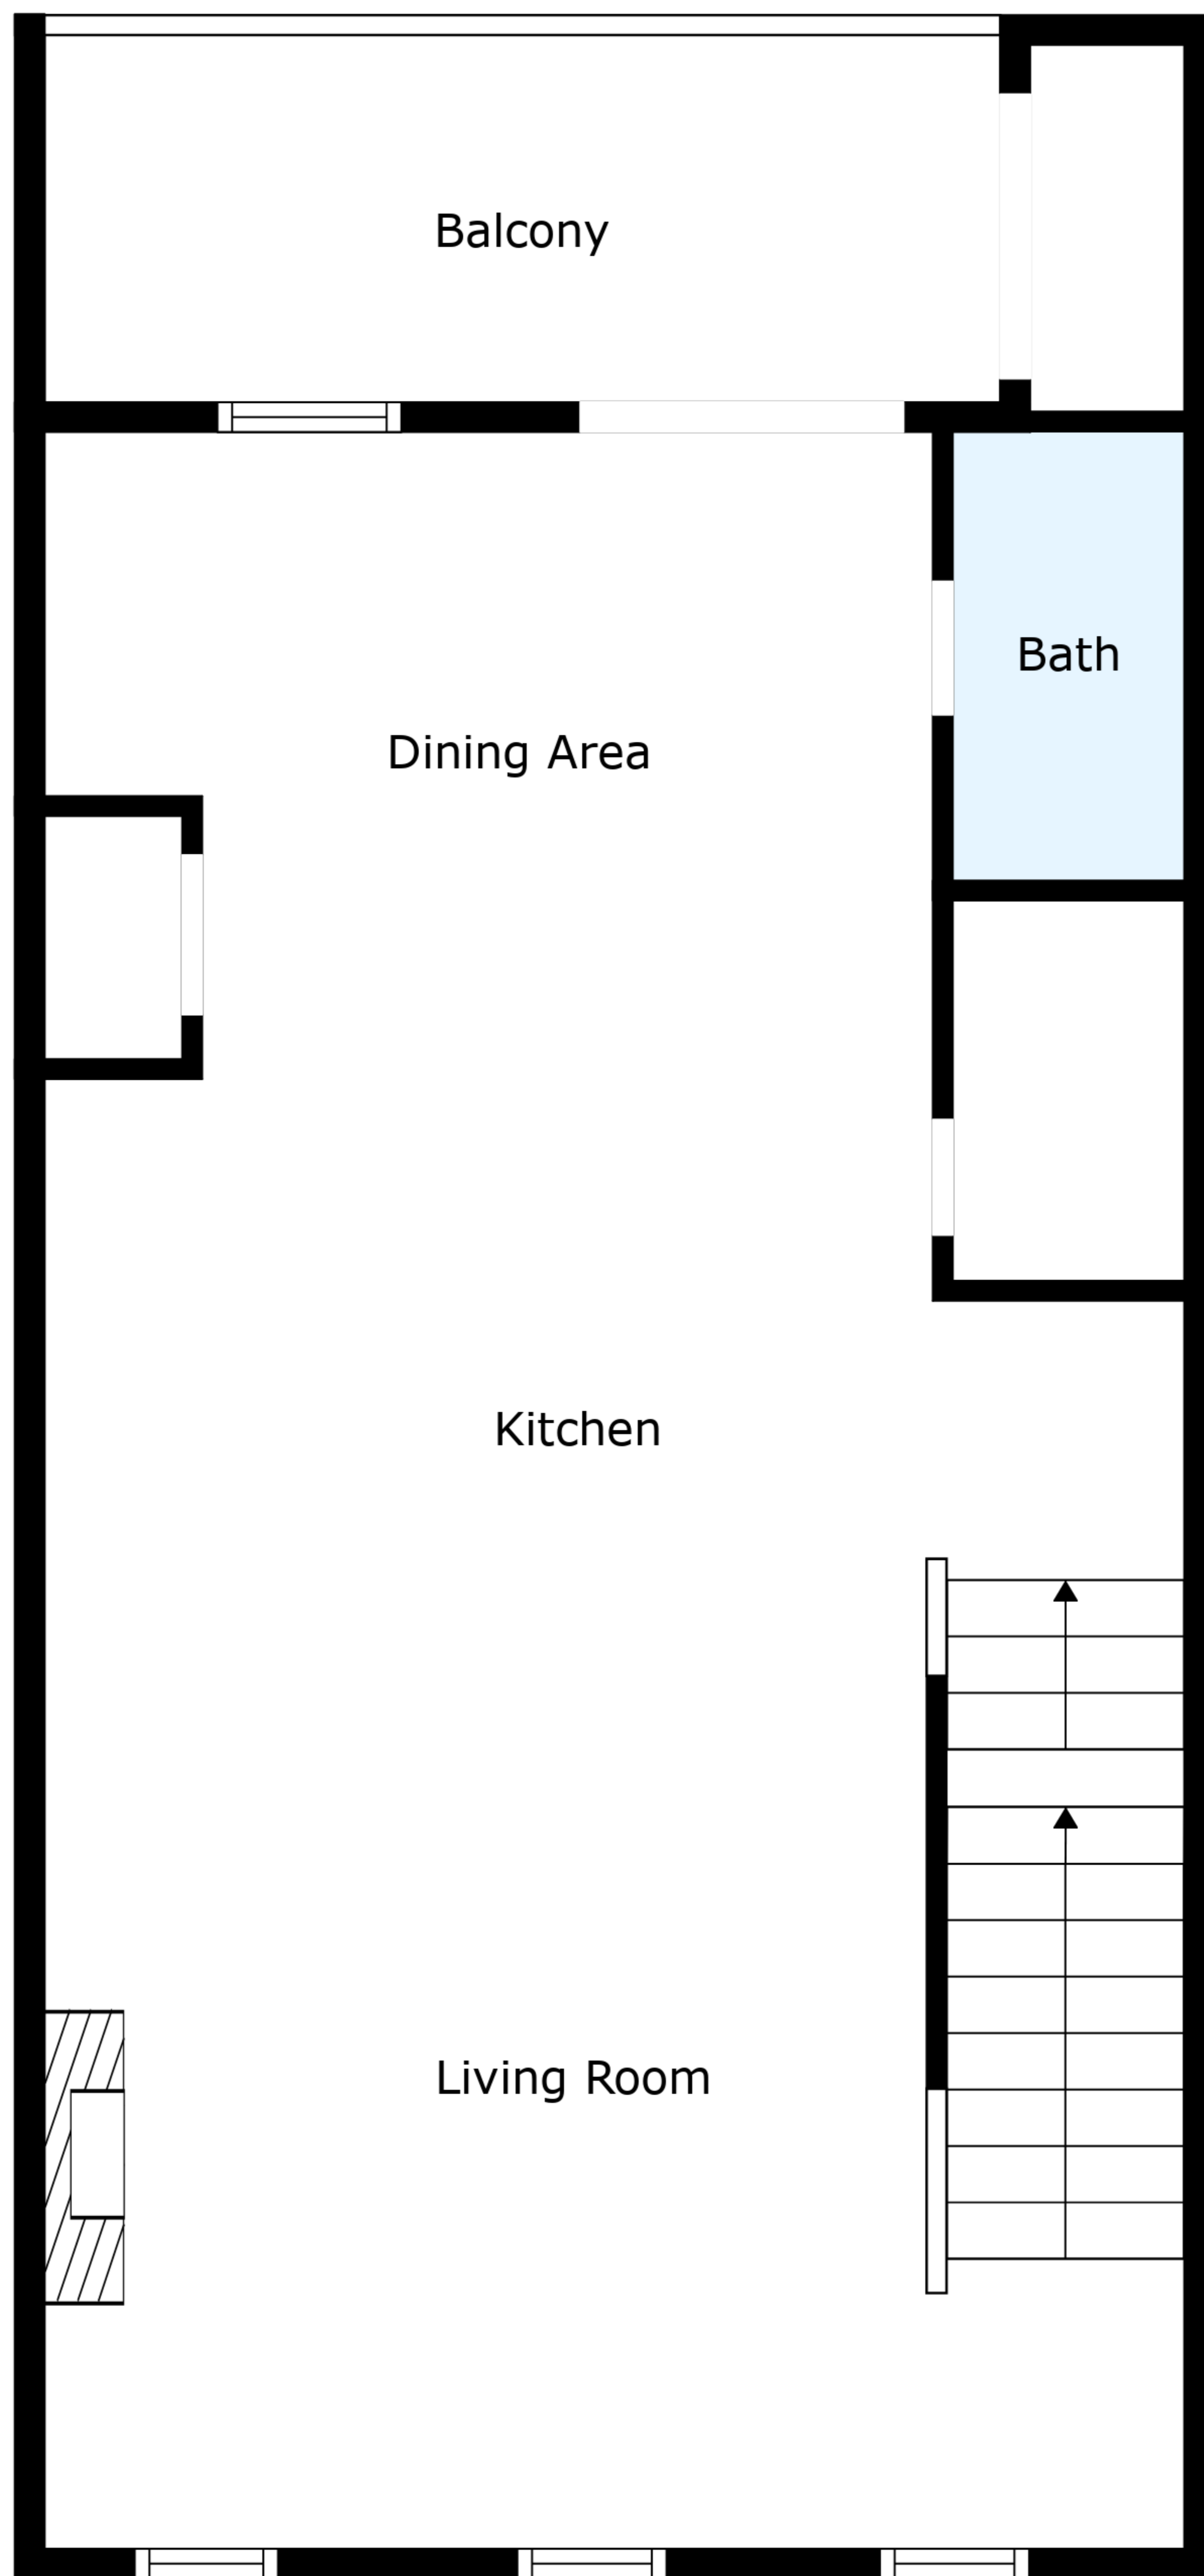 Balcony
Bath
Dining Area
Kitchen
Living Room